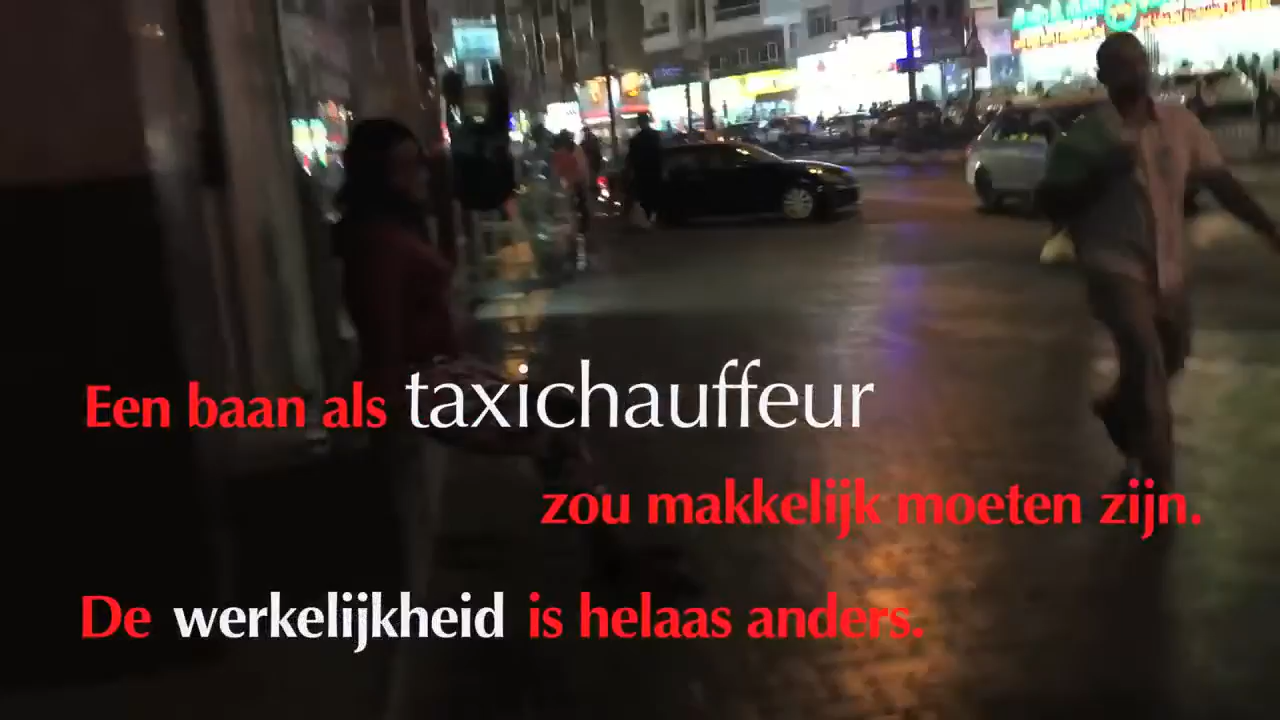 Een baan als taxichauffeur
zou makkelijk moeten zijn.
De werkelijkheid is helaas anders.